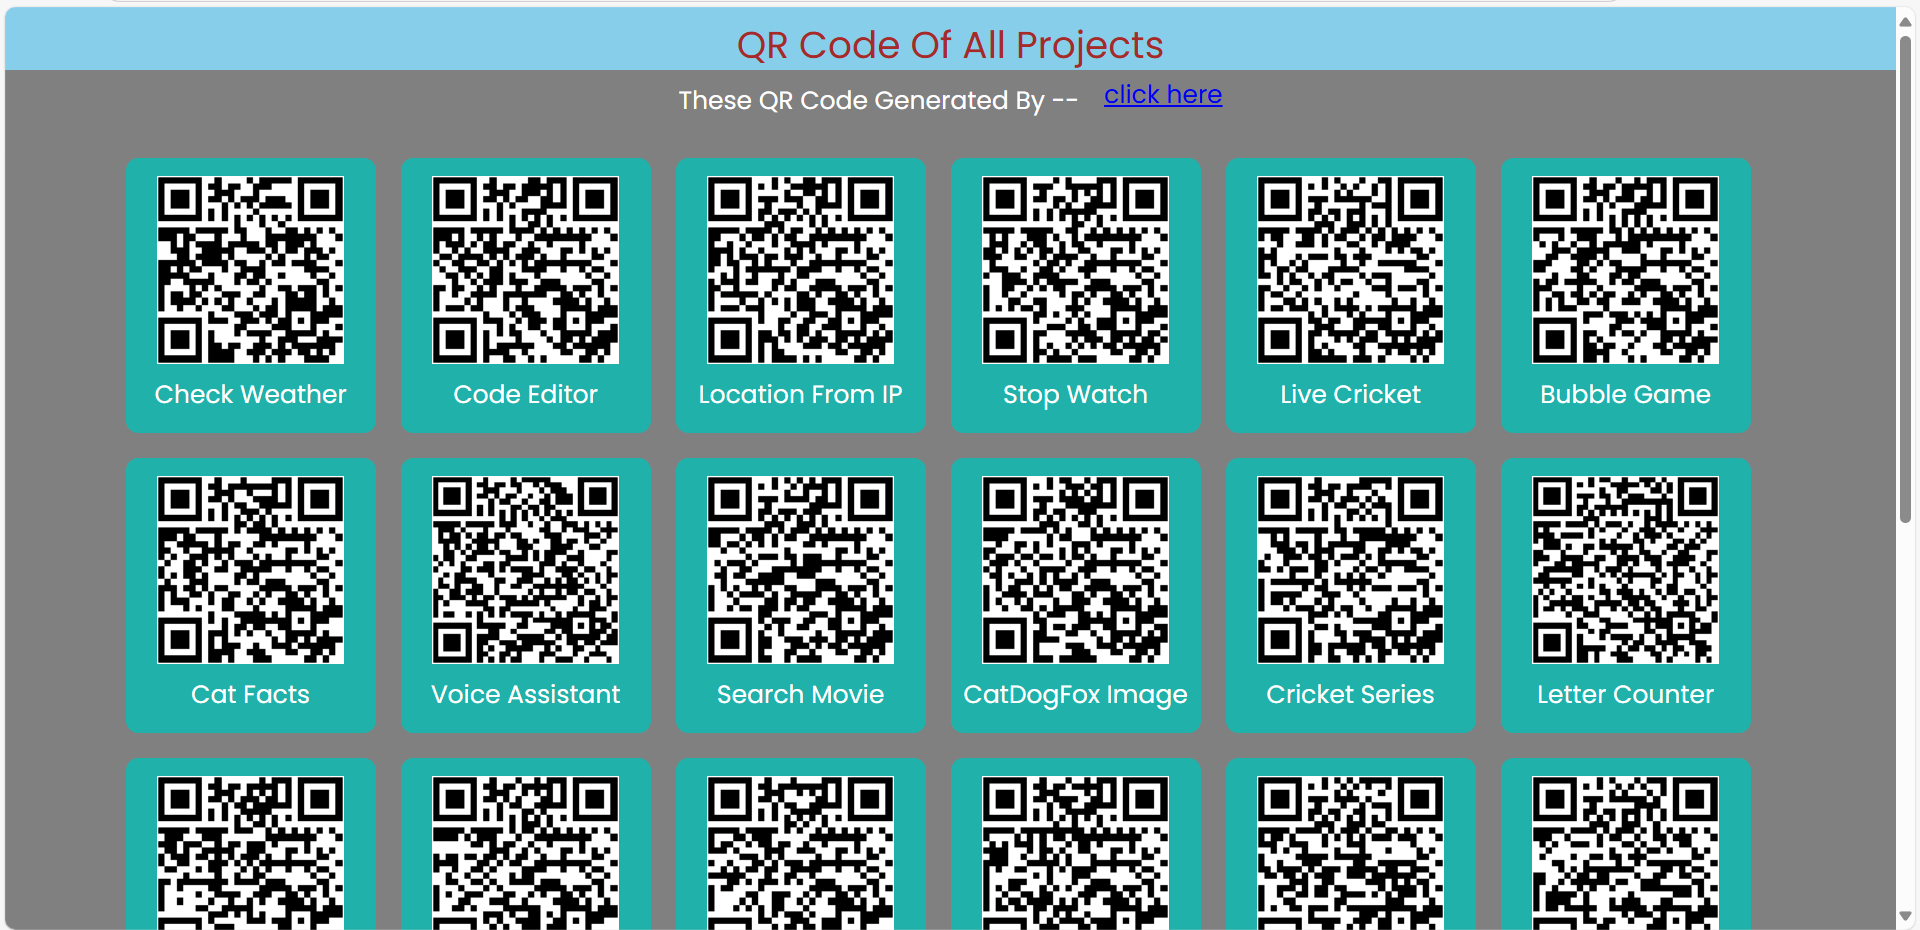 QR Code Of All Projects
These QR Code Generated By -- click here
Check Weather
Code Editor
Location From IP
Stop Watch
Live Cricket
Bubble Game
Cat Facts
Voice Assistant
Search Movie
CatDogFox Image
Cricket Series
Letter Counter